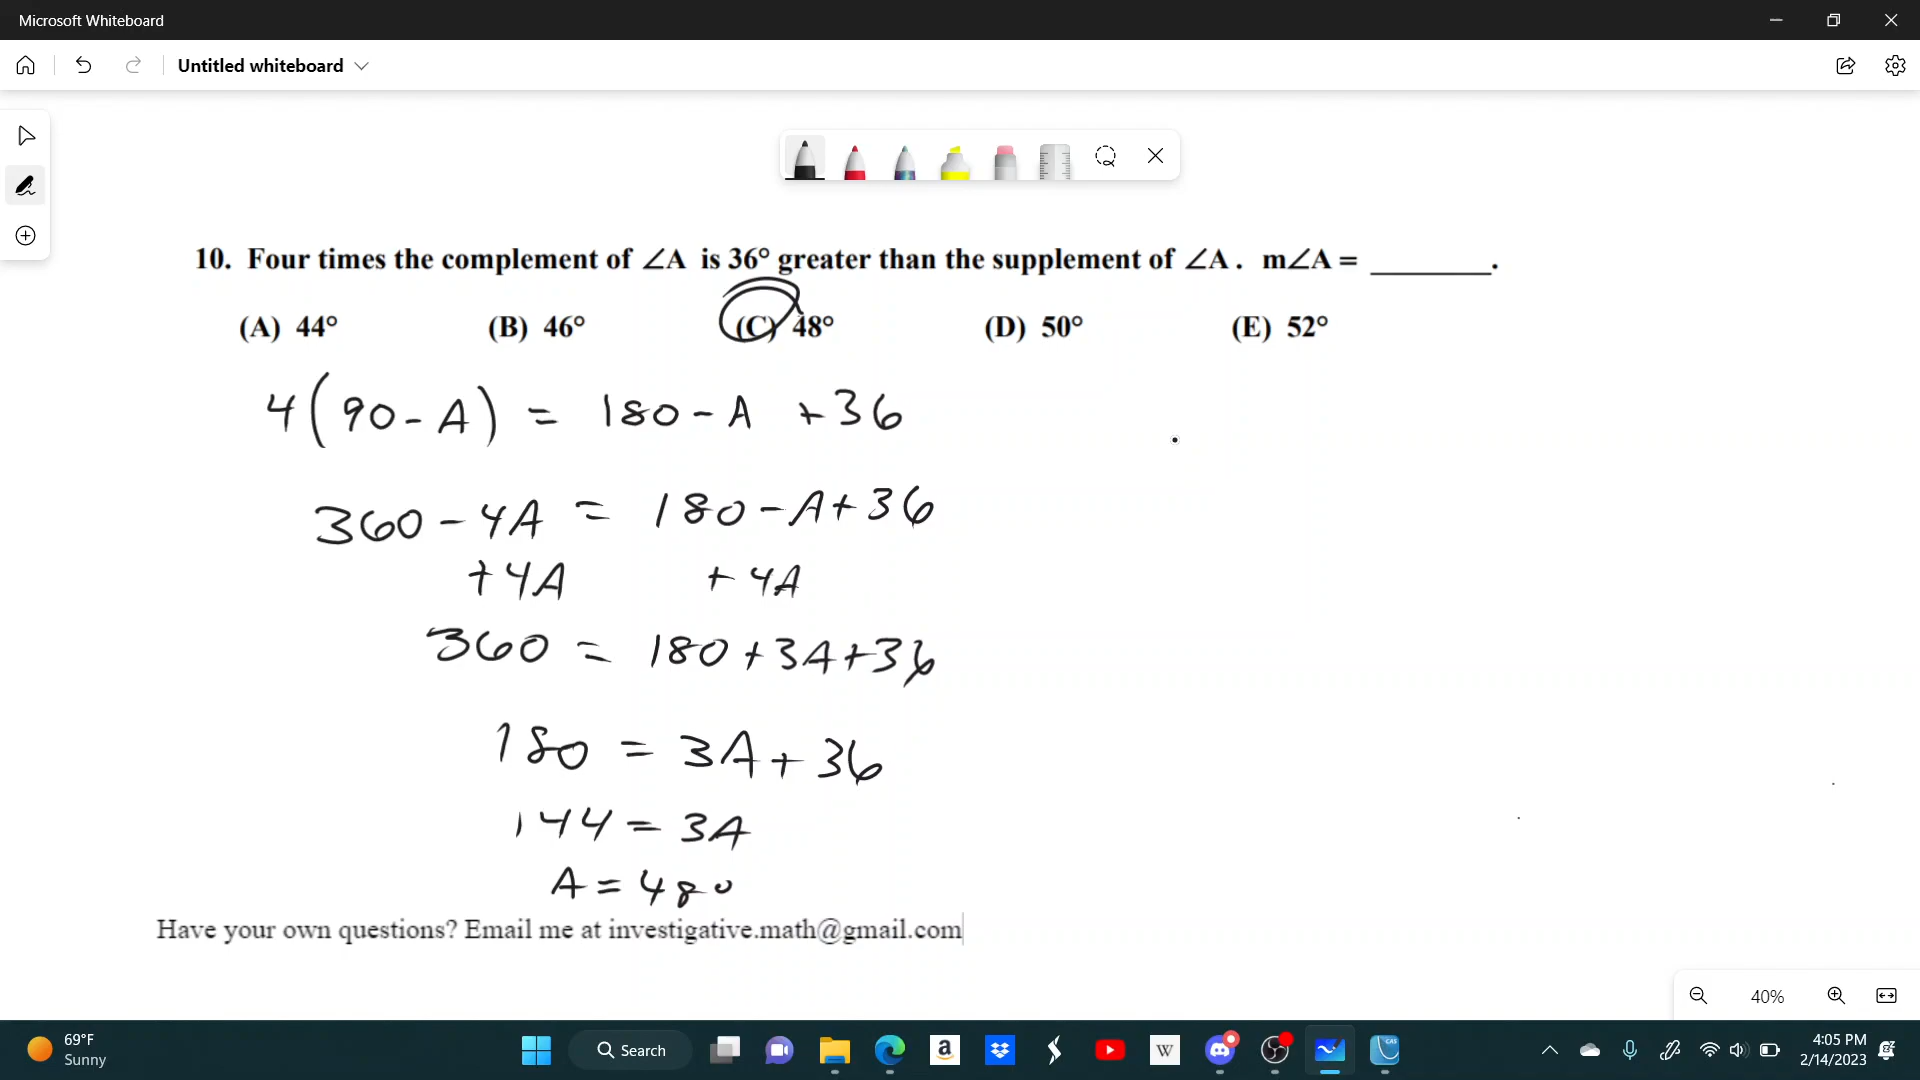 Microsoft Whiteboard
Untitled whiteboard
10. Four times the complement of ∠A is 36° greater than the supplement of ∠A. m∠A = ________.
(A) 44° (B) 46° (C) 48° (D) 50° (E) 52°
4(90-A) = 180-A +36
360-4A = 180-A+36
+4A +4A
360 = 180+3A+36
180 = 3A+36
144 = 3A
A = 48°
Have your own questions? Email me at investigative.math@gmail.com
40%
69°F
Sunny
Search
a
W
CAS
4:05 PM
2/14/2023